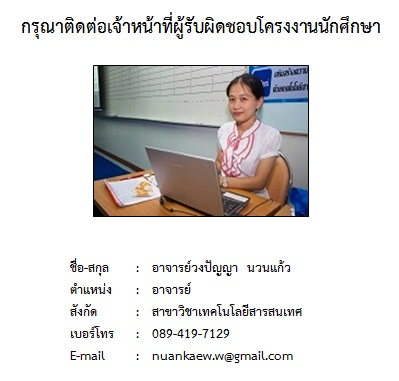 กรุณาติดต่อเจ้าหน้าที่ผู้รับผิดชอบโครงงานนักศึกษา
ชื่อ-สกุล : อาจารย์วงปัญญา นวนแก้ว
ตำแหน่ง : อาจารย์
สังกัด : สาขาวิชาเทคโนโลยีสารสนเทศ
เบอร์โทร : 089-419-7129
E-mail : nuankaew.w@gmail.com